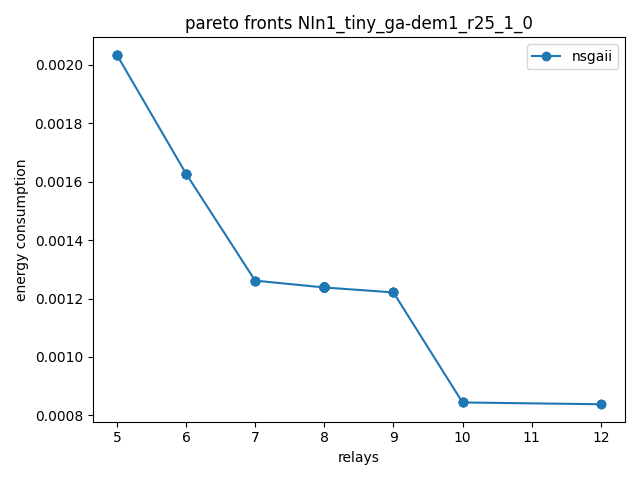 pareto fronts NIn1_tiny_ga-dem1_r25_1_0
nsgaii
energy consumption
0.0020
0.0018
0.0016
0.0014
0.0012
0.0010
0.0008
5 6 7 8 9 10 11 12
relays